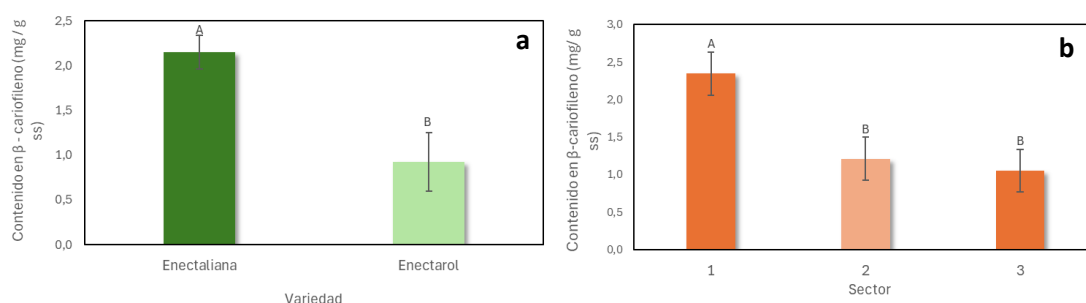 a
Contenido en β - cariofileno (mg / g
ss)
2,5
2,0
1,5
1,0
0,5
0,0
A
B
Enectaliana
Enectarol
Variedad
b
Contenido en β-cariofileno (mg/ g
ss)
3,0
2,5
2,0
1,5
1,0
0,5
0,0
A
B
B
1
2
3
Sector